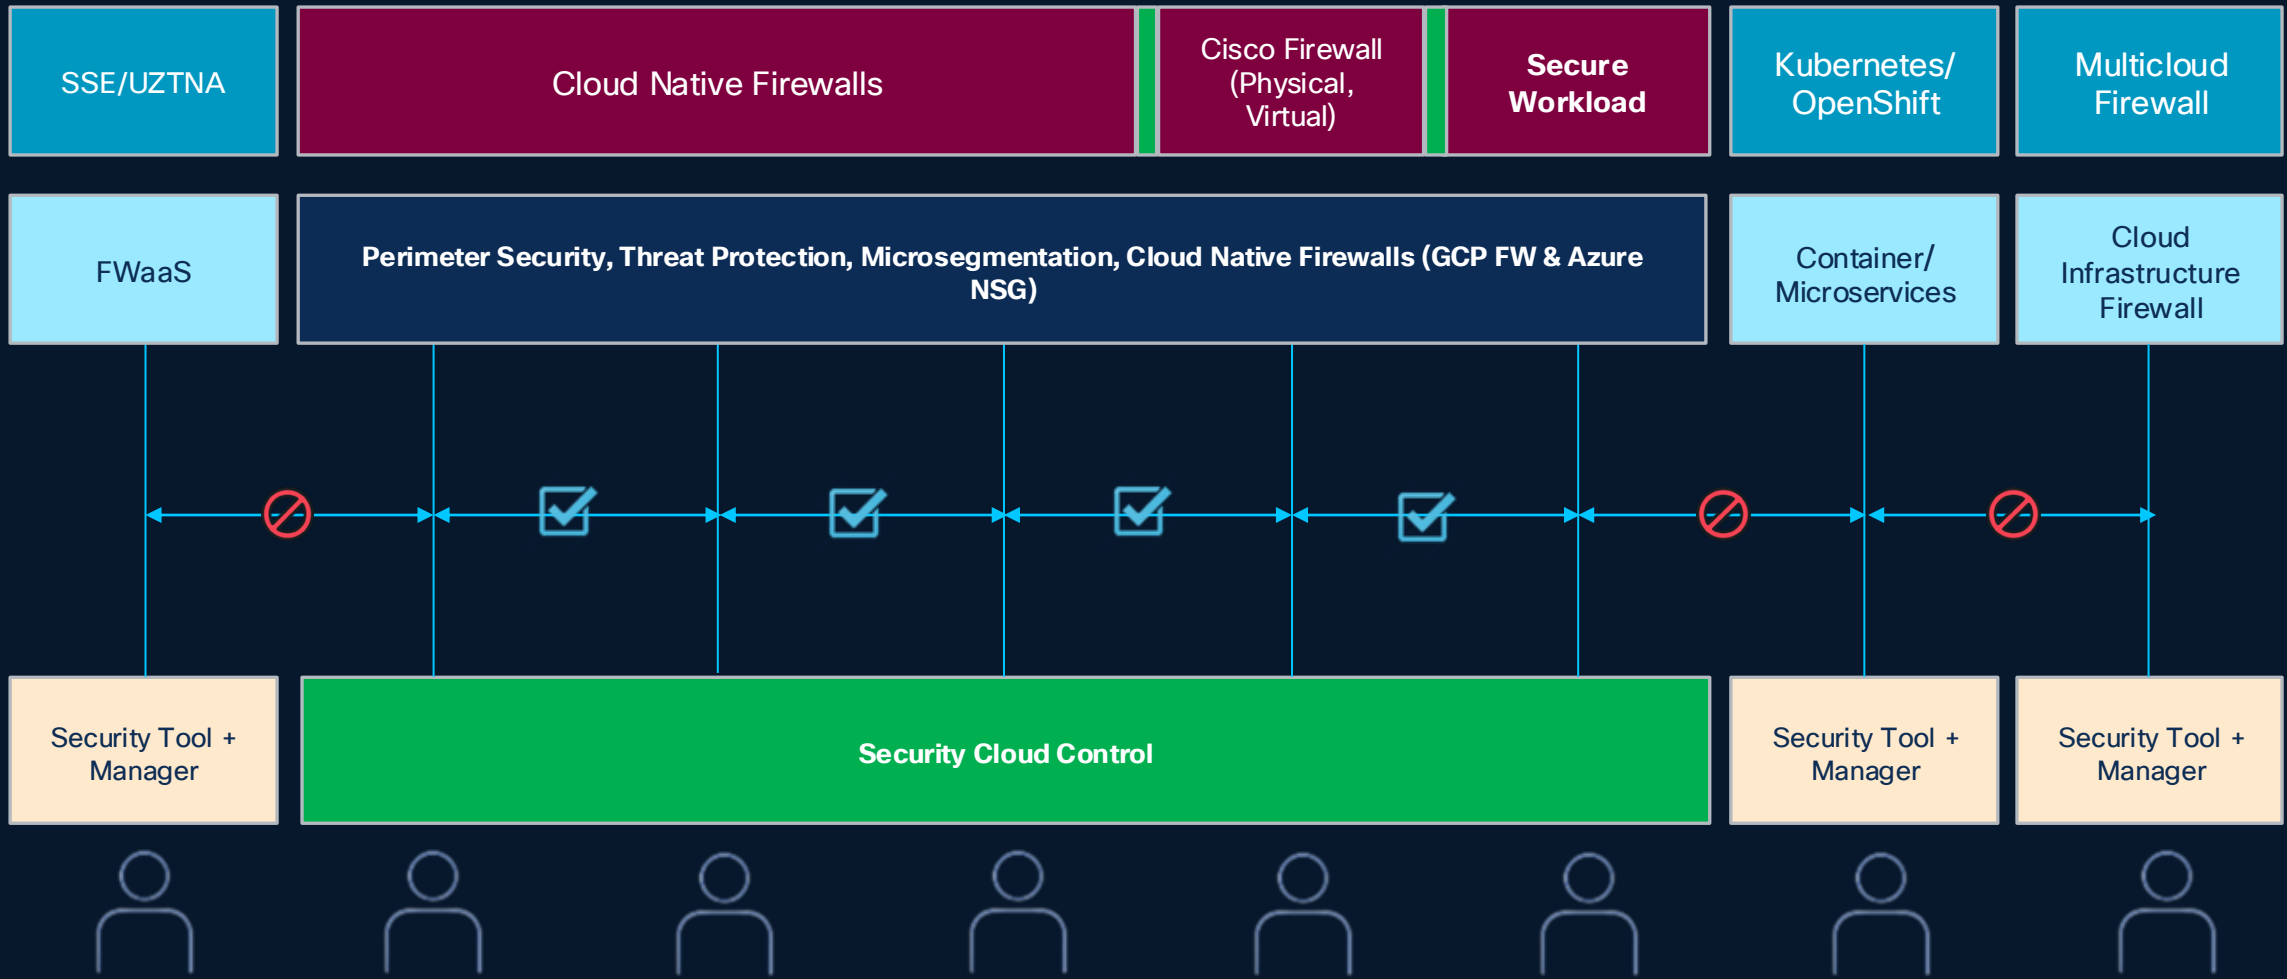 SSE/UZTNA
Cloud Native Firewalls
Cisco Firewall
(Physical,
Virtual)
Secure
Workload
Kubernetes/
OpenShift
Multicloud
Firewall
FWaaS
Perimeter Security, Threat Protection, Microsegmentation, Cloud Native Firewalls (GCP FW & Azure
NSG)
Container/
Microservices
Cloud
Infrastructure
Firewall
Security Tool +
Manager
Security Cloud Control
Security Tool +
Manager
Security Tool +
Manager